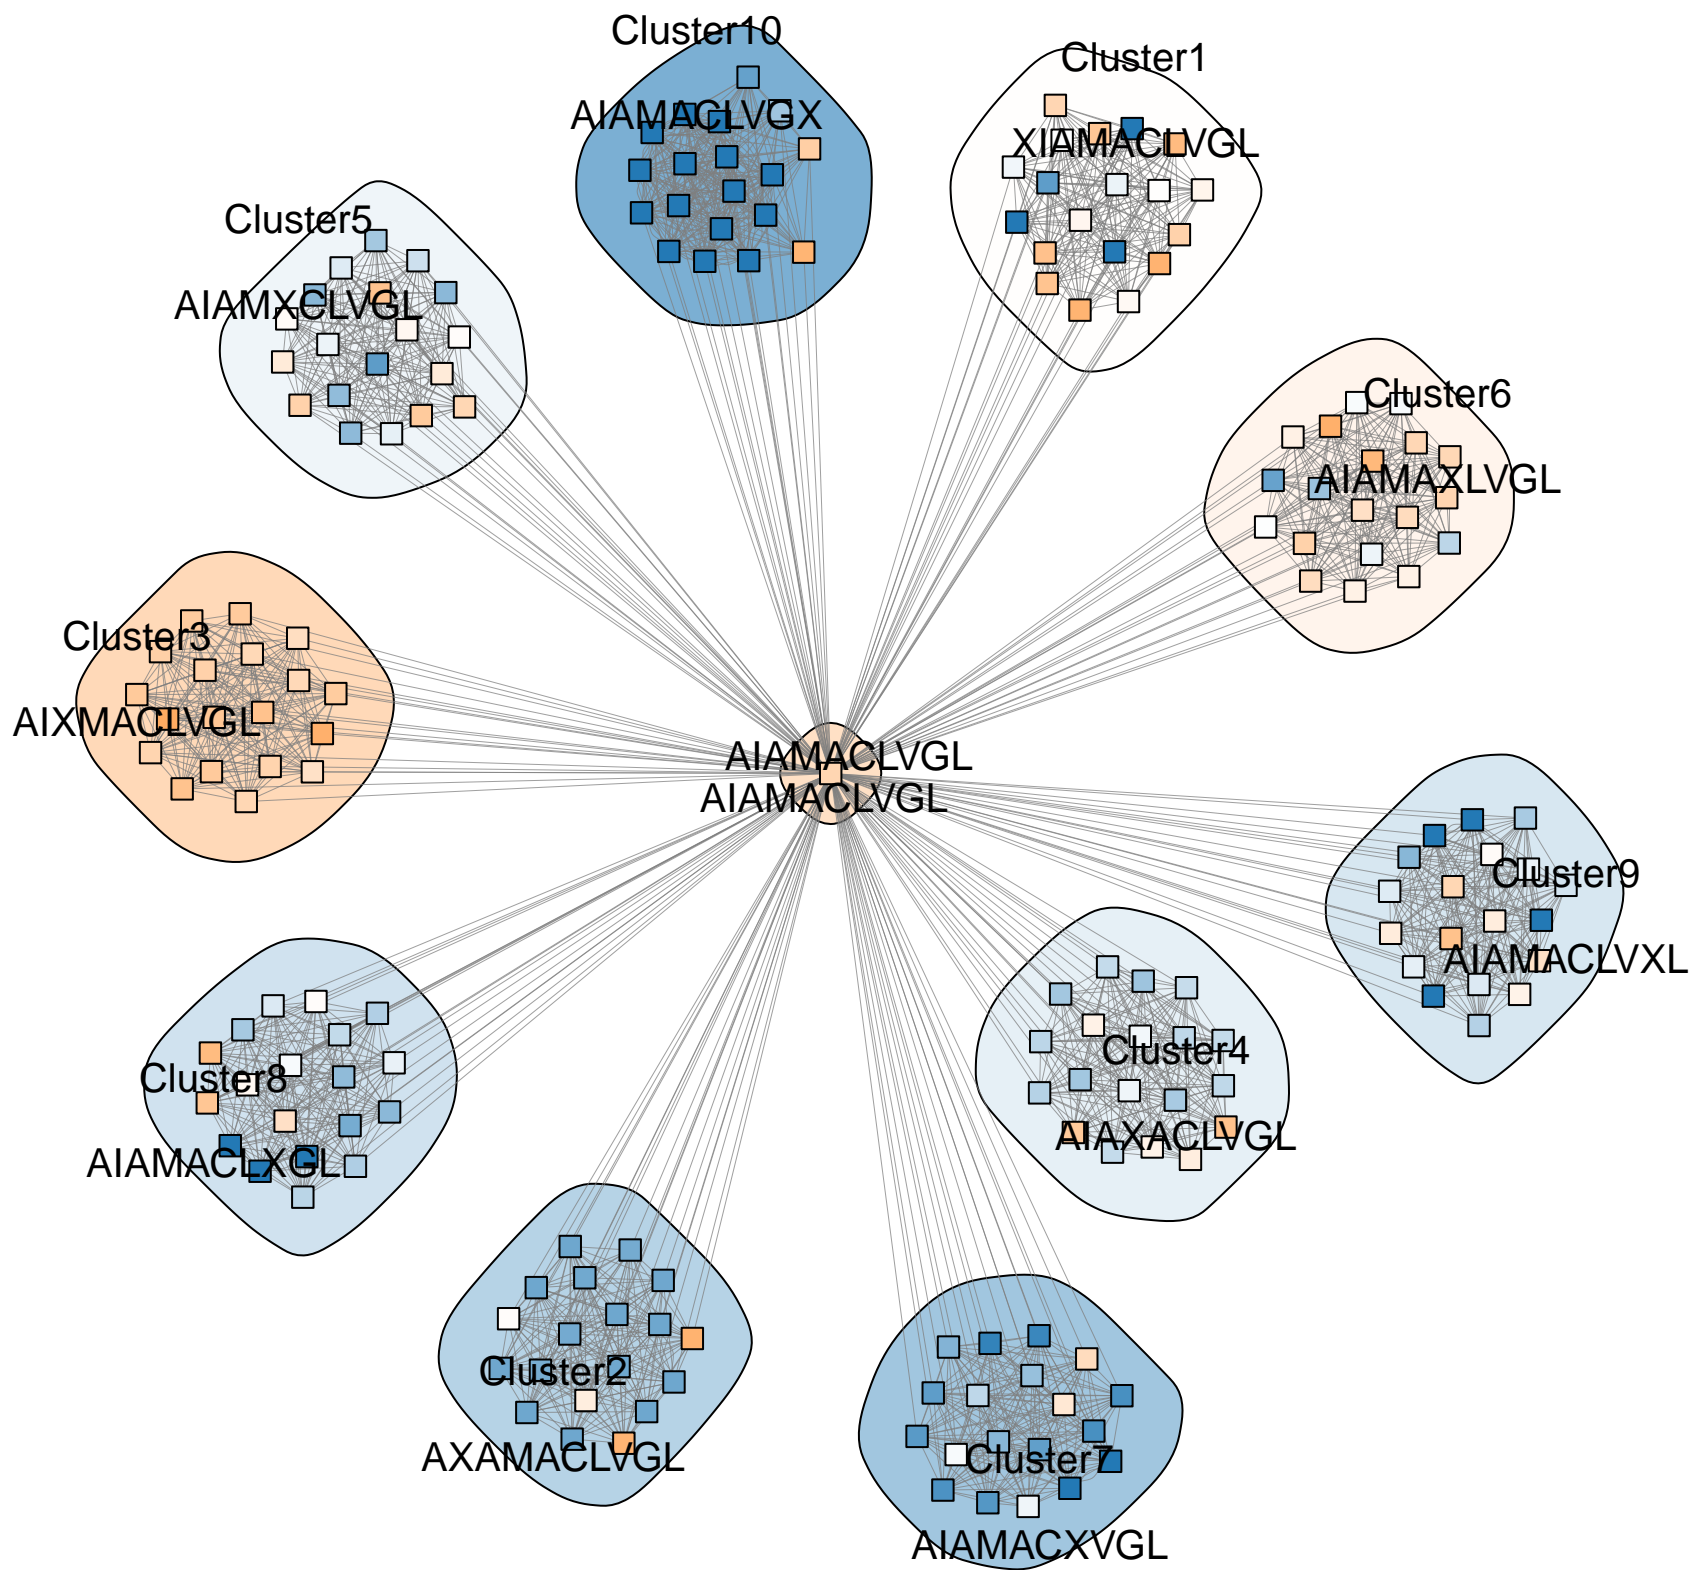 Cluster10
AIAMACLVGX
Cluster1
XIAMACLVGL
Cluster5
AIAMXCLVGL
Cluster6
AIAMAXLVGL
Cluster3
AIXMACLVGL
AIAMACLVGL
AIAMACLVGL
Cluster9
AIAMACLVXL
Cluster4
AIAXACLVGL
Cluster8
AIAMACLXGL
Cluster2
AXAMACLVGL
Cluster7
AIAMACXVGL